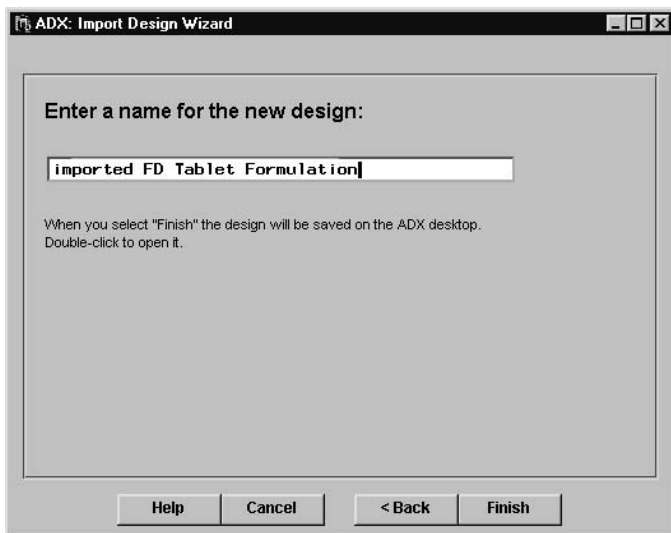 ADX: Import Design Wizard
Enter a name for the new design:
imported FD Tablet Formulation
When you select "Finish" the design will be saved on the ADX desktop.
Double-click to open it.
Help Cancel < Back Finish